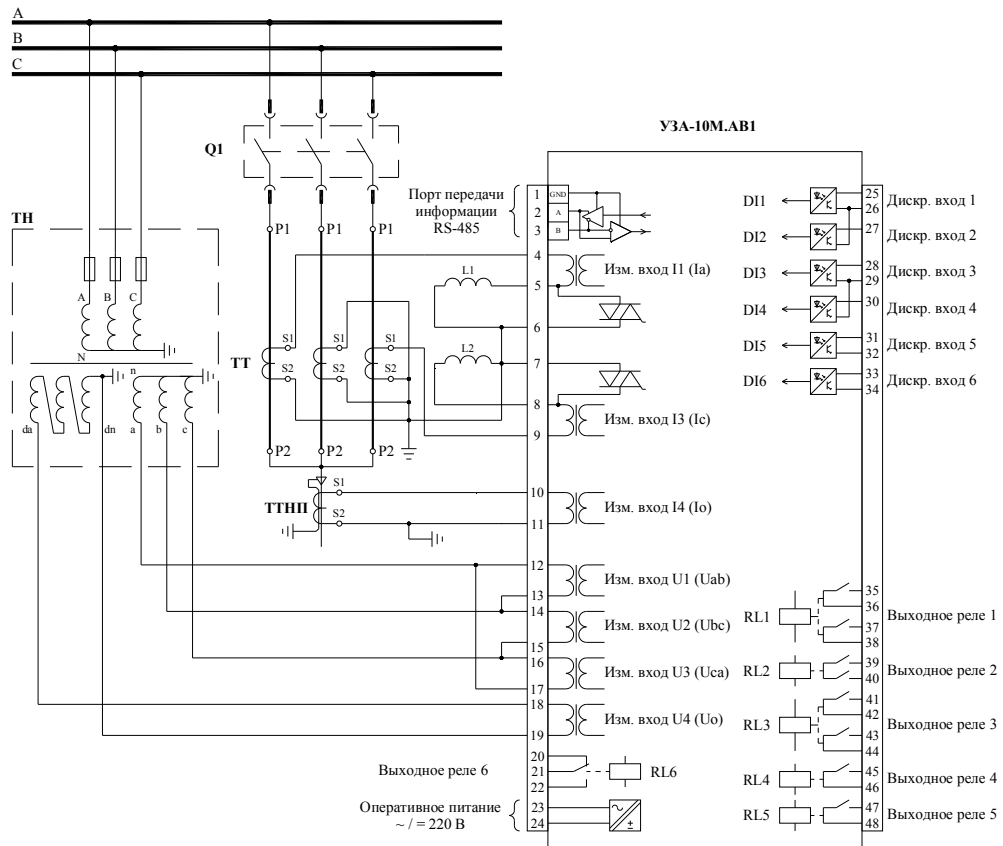 A
B
C
Q1
УЗА-10М.АВ1
Порт передачи
информации
RS-485
1
GND
2
A
3
B
DI1
25
26
Дискр. вход 1
DI2
27
Дискр. вход 2
DI3
28
29
Дискр. вход 3
DI4
30
Дискр. вход 4
DI5
31
32
Дискр. вход 5
DI6
33
34
Дискр. вход 6
ТН
A
B
C
N
n
da
dn
a
b
c
P1
P1
P1
ТТ
S1
S1
S1
S2
S2
S2
P2
P2
P2
ТТНП
S1
S2
L1
L2
4
Изм. вход I1 (Ia)
5
6
7
8
Изм. вход I3 (Ic)
9
10
Изм. вход I4 (Io)
11
12
Изм. вход U1 (Uab)
13
14
Изм. вход U2 (Ubc)
15
16
Изм. вход U3 (Uca)
17
18
Изм. вход U4 (Uo)
19
Выходное реле 6
20
21
22
RL6
Оперативное питание
~ / = 220 В
23
24
~
±
RL1
35
36
37
38
Выходное реле 1
RL2
39
40
Выходное реле 2
RL3
41
42
43
44
Выходное реле 3
RL4
45
46
Выходное реле 4
RL5
47
48
Выходное реле 5